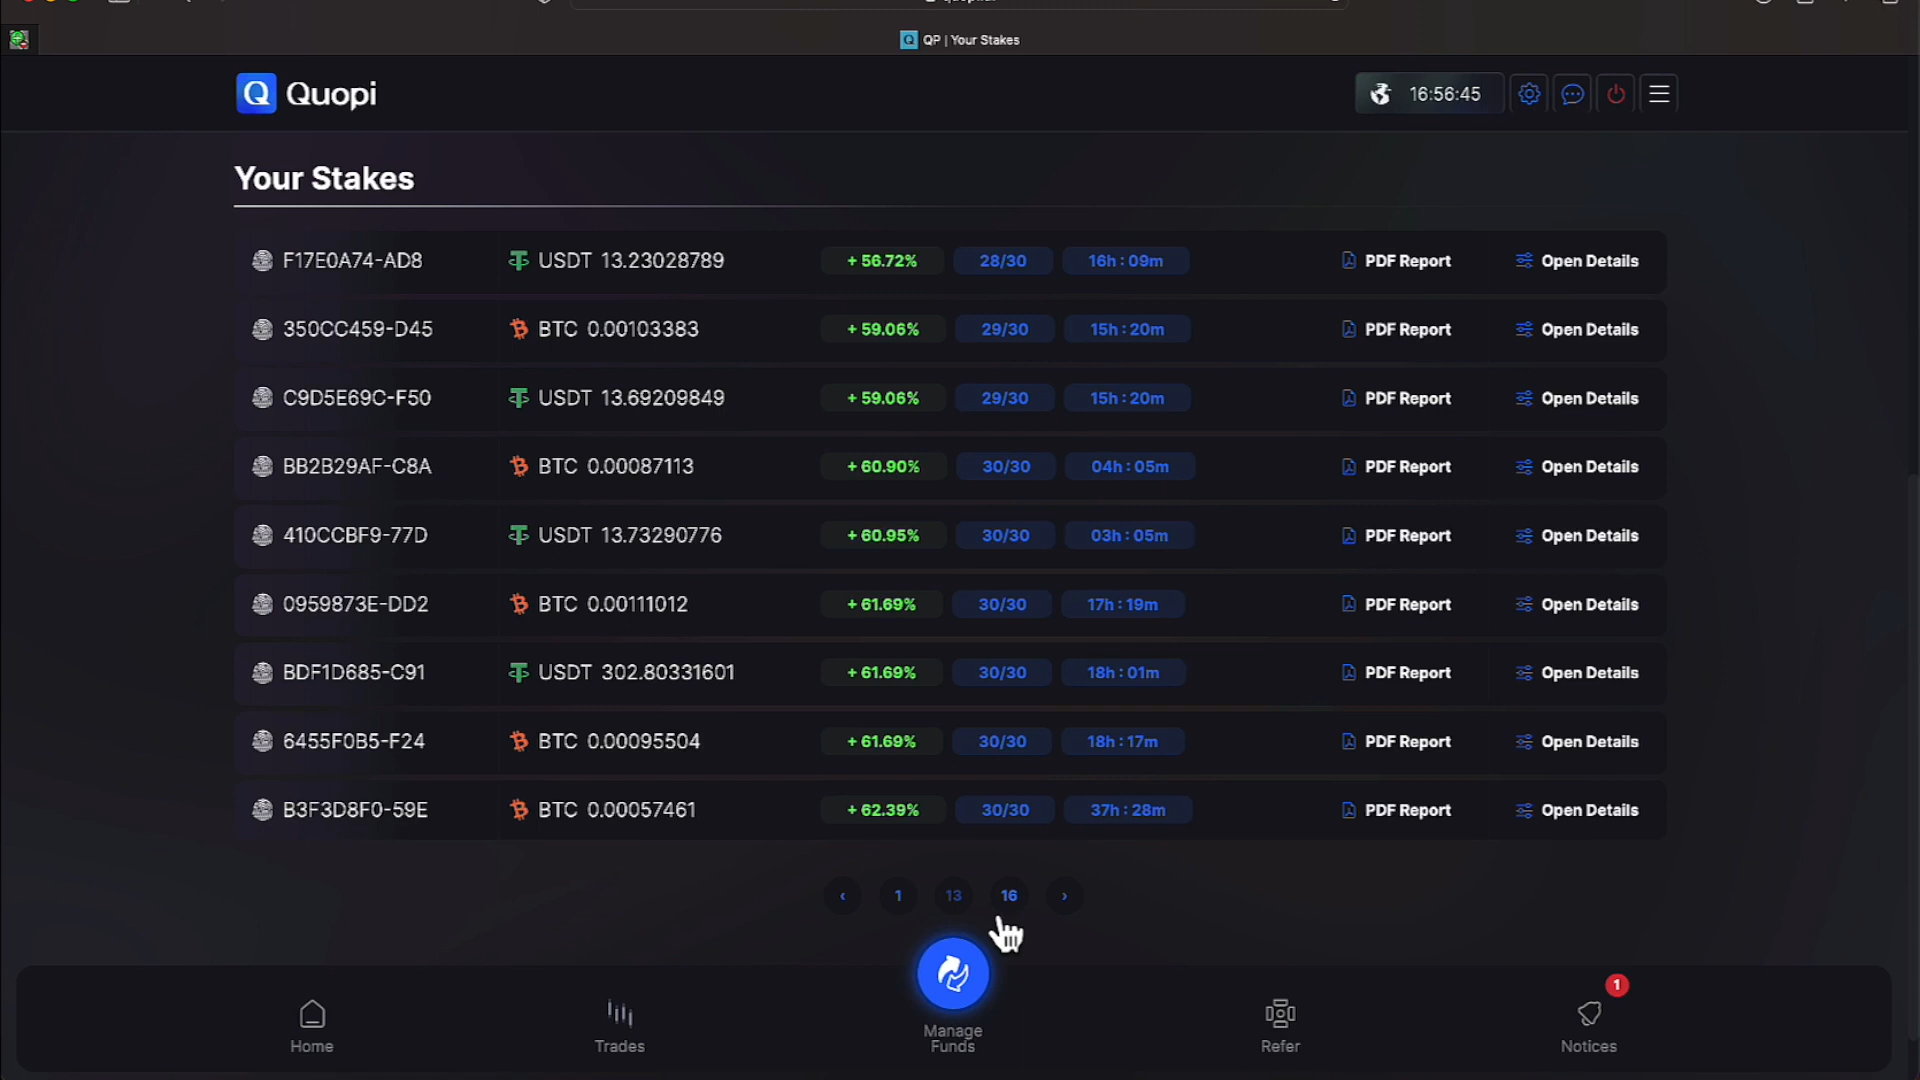 QP | Your Stakes
Quopi
16:56:45
Your Stakes
F17E0A74-AD8 USDT 13.23028789 + 56.72% 28/30 16h : 09m PDF Report Open Details
350CC459-D45 BTC 0.00103383 + 59.06% 29/30 15h : 20m PDF Report Open Details
C9D5E69C-F50 USDT 13.69209849 + 59.06% 29/30 15h : 20m PDF Report Open Details
BB2B29AF-C8A BTC 0.00087113 + 60.90% 30/30 04h : 05m PDF Report Open Details
410CCBF9-77D USDT 13.73290776 + 60.95% 30/30 03h : 05m PDF Report Open Details
0959873E-DD2 BTC 0.00111012 + 61.69% 30/30 17h : 19m PDF Report Open Details
BDF1D685-C91 USDT 302.80331601 + 61.69% 30/30 18h : 01m PDF Report Open Details
6455F0B5-F24 BTC 0.00095504 + 61.69% 30/30 18h : 17m PDF Report Open Details
B3F3D8F0-59E BTC 0.00057461 + 62.39% 30/30 37h : 28m PDF Report Open Details
‹ 1 13 16 ›
Home
Trades
Manage
Funds
Refer
1
Notices